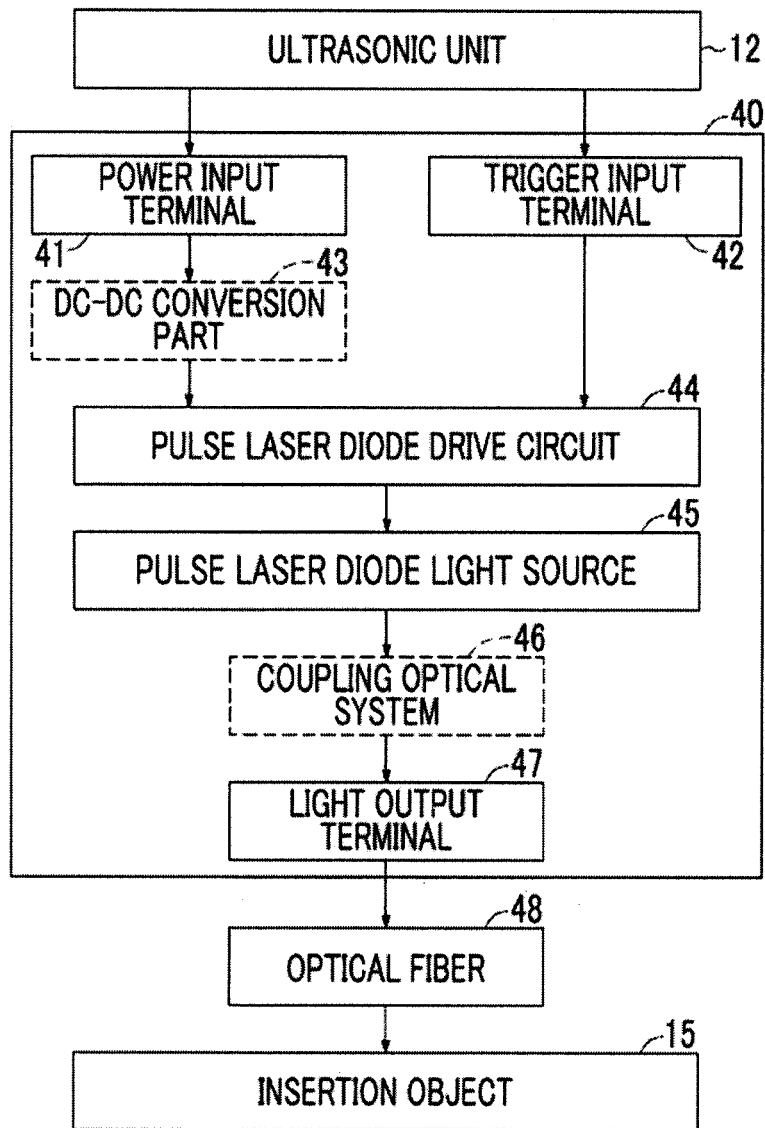 ULTRASONIC UNIT
12
40
POWER INPUT
TERMINAL
41
TRIGGER INPUT
TERMINAL
42
43
DC-DC CONVERSION
PART
44
PULSE LASER DIODE DRIVE CIRCUIT
45
PULSE LASER DIODE LIGHT SOURCE
46
COUPLING OPTICAL
SYSTEM
47
LIGHT OUTPUT
TERMINAL
48
OPTICAL FIBER
15
INSERTION OBJECT